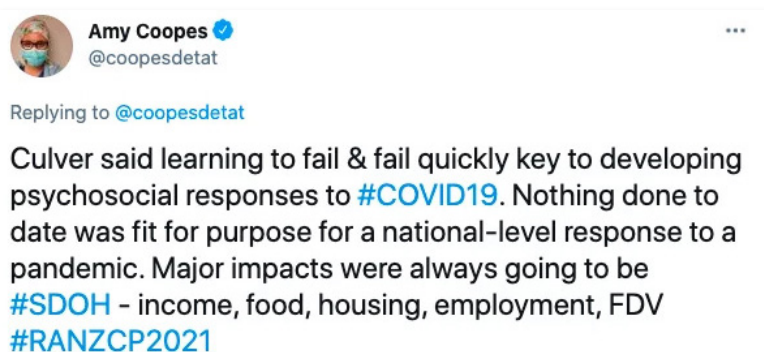 Amy Coopes
@coopesdetat
Replying to @coopesdetat
Culver said learning to fail & fail quickly key to developing
psychosocial responses to #COVID19. Nothing done to
date was fit for purpose for a national-level response to a
pandemic. Major impacts were always going to be
#SDOH - income, food, housing, employment, FDV
#RANZCP2021